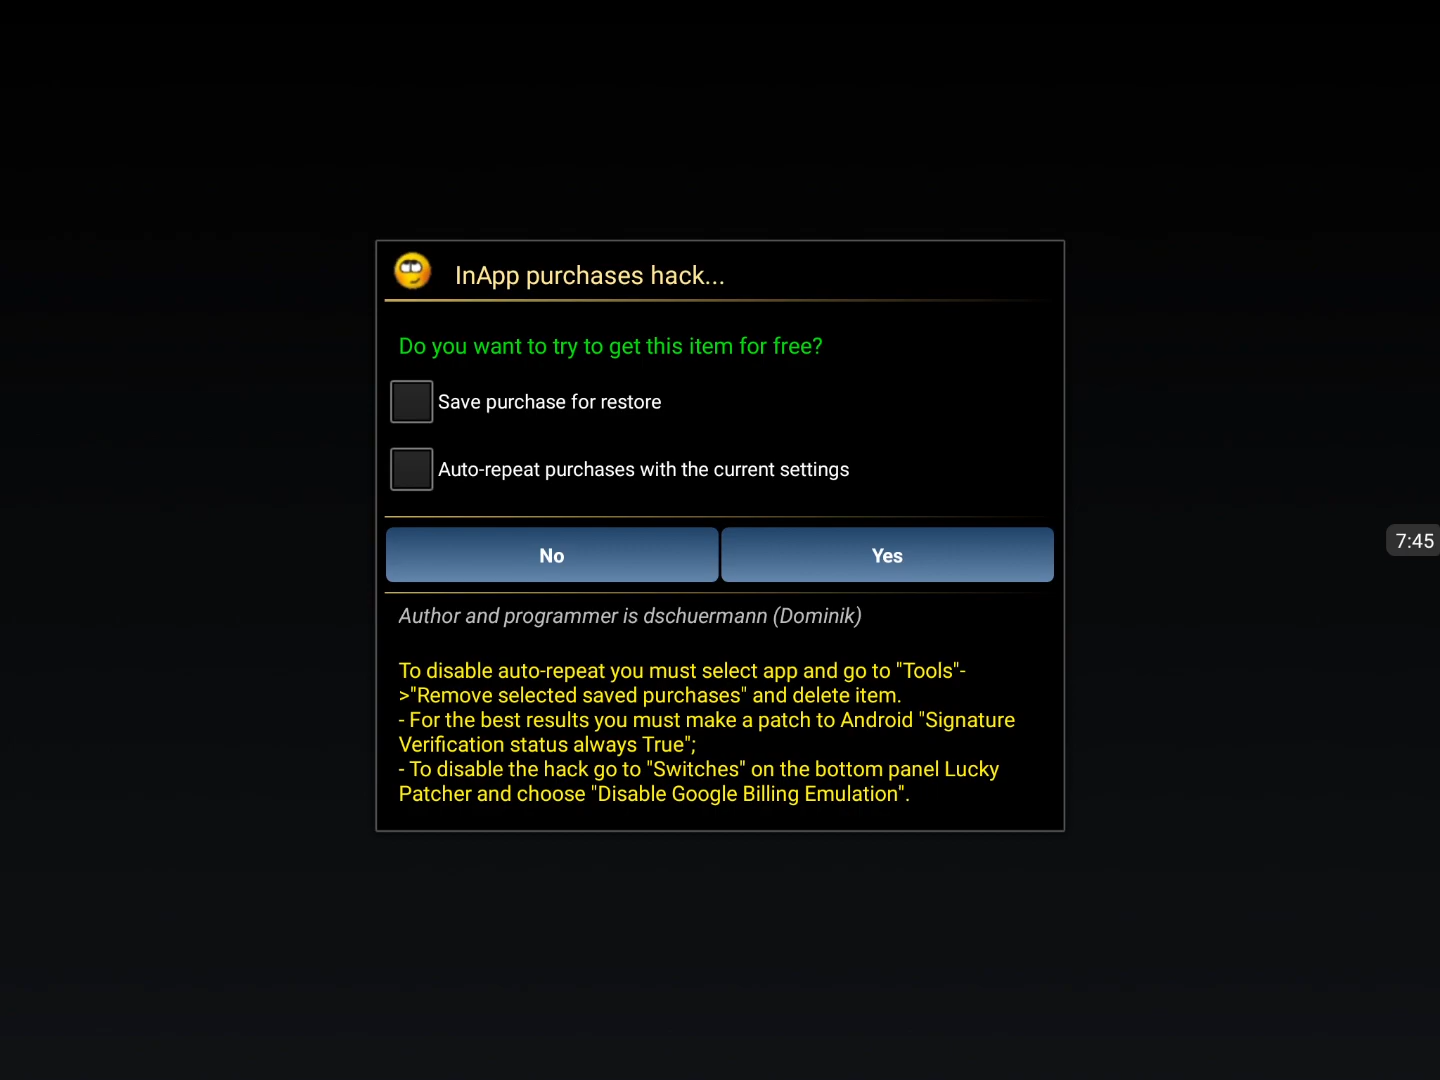 InApp purchases hack...
Do you want to try to get this item for free?
Save purchase for restore
Auto-repeat purchases with the current settings
7:45
No
Yes
Author and programmer is dschuermann (Dominik)
To disable auto-repeat you must select app and go to "Tools"-
>"Remove selected saved purchases" and delete item.
- For the best results you must make a patch to Android "Signature
Verification status always True";
- To disable the hack go to "Switches" on the bottom panel Lucky
Patcher and choose "Disable Google Billing Emulation".